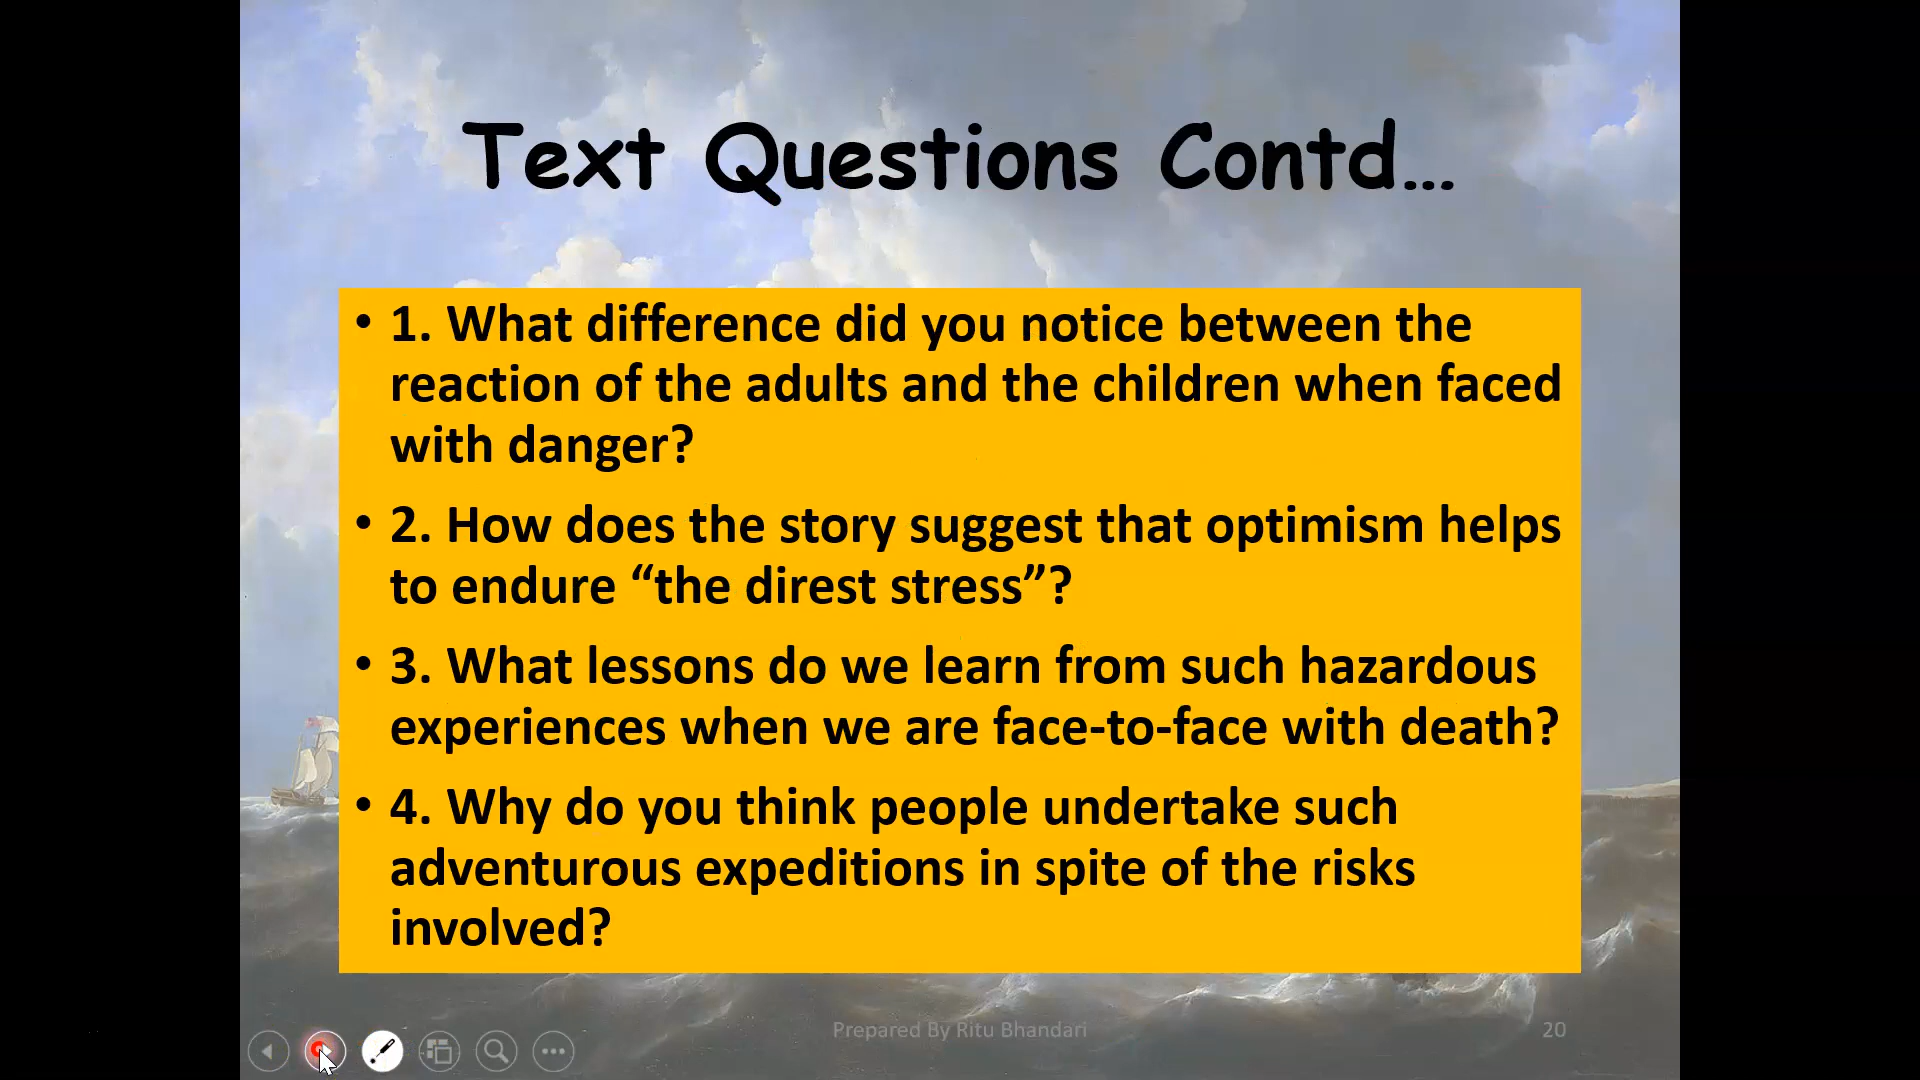 Text Questions Contd...
• 1. What difference did you notice between the
reaction of the adults and the children when faced
with danger?
• 2. How does the story suggest that optimism helps
to endure “the direst stress”?
• 3. What lessons do we learn from such hazardous
experiences when we are face-to-face with death?
• 4. Why do you think people undertake such
adventurous expeditions in spite of the risks
involved?
Prepared By Ritu Bhandari
20